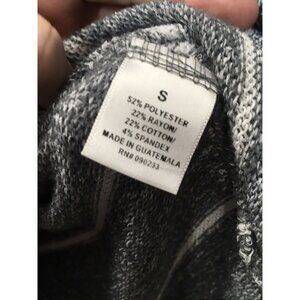 S
52% POLYESTER
22% RAYON/
22% COTTON/
4% SPANDEX
MADE IN GUATEMALA
RN# 090233